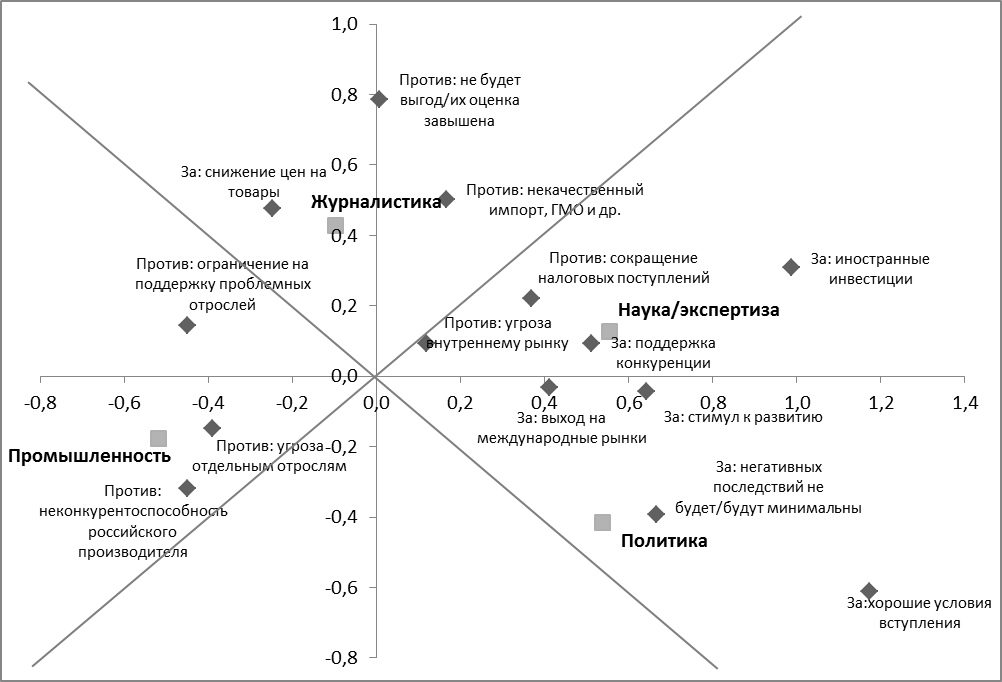 1,0
Против: не будет
выгод/их оценка
завышена
0,8
За: снижение цен на
товары
0,6
Журналистика
Против: некачественный
импорт, ГМО и др.
0,4
Против: ограничение на
поддержку проблемных
отрослей
Против: сокращение
налоговых поступлений
За: иностранные
инвестиции
0,2
Наука/экспертиза
Против: угроза
внутреннему рынку
За: поддержка
конкуренции
0,0
-0,8 -0,6 -0,4 -0,2 0,0 0,2 0,4 0,6 0,8 1,0 1,2 1,4
За: выход на
международные рынки
За: стимул к развитию
Промышленность
Против: угроза
отдельным отрослям
-0,2
Против:
неконкурентоспособность
российского
производителя
За: негативных
последствий не
будет/будут минимальны
-0,4
Политика
-0,6
За:хорошие условия
вступления
-0,8